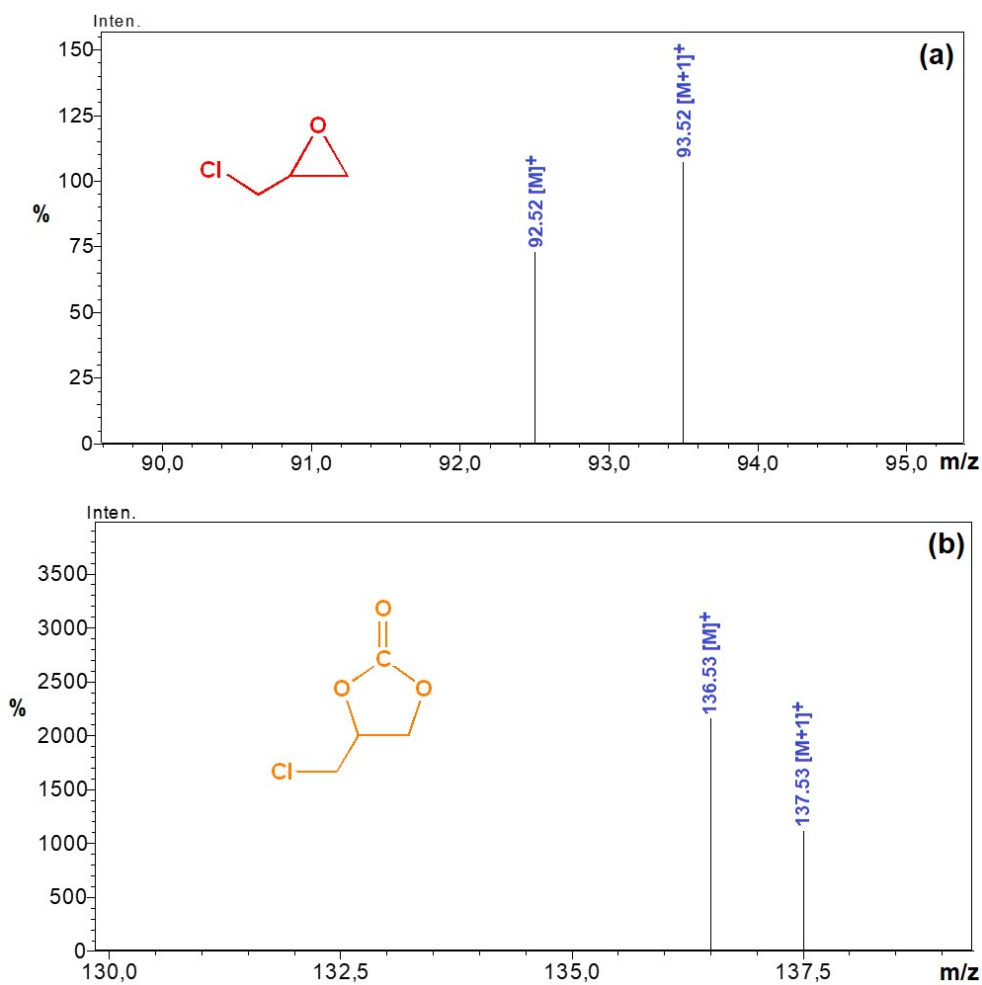 Inten.
(a)
150
125
100
75
50
25
0
%
O
Cl
92.52 [M]+
93.52 [M+1]+
90,0 91,0 92,0 93,0 94,0 95,0 m/z
Inten.
(b)
3500
3000
2500
2000
1500
1000
500
0
%
O
C
O O
Cl
136.53 [M]+
137.53 [M+1]+
130,0 132,5 135,0 137,5 m/z